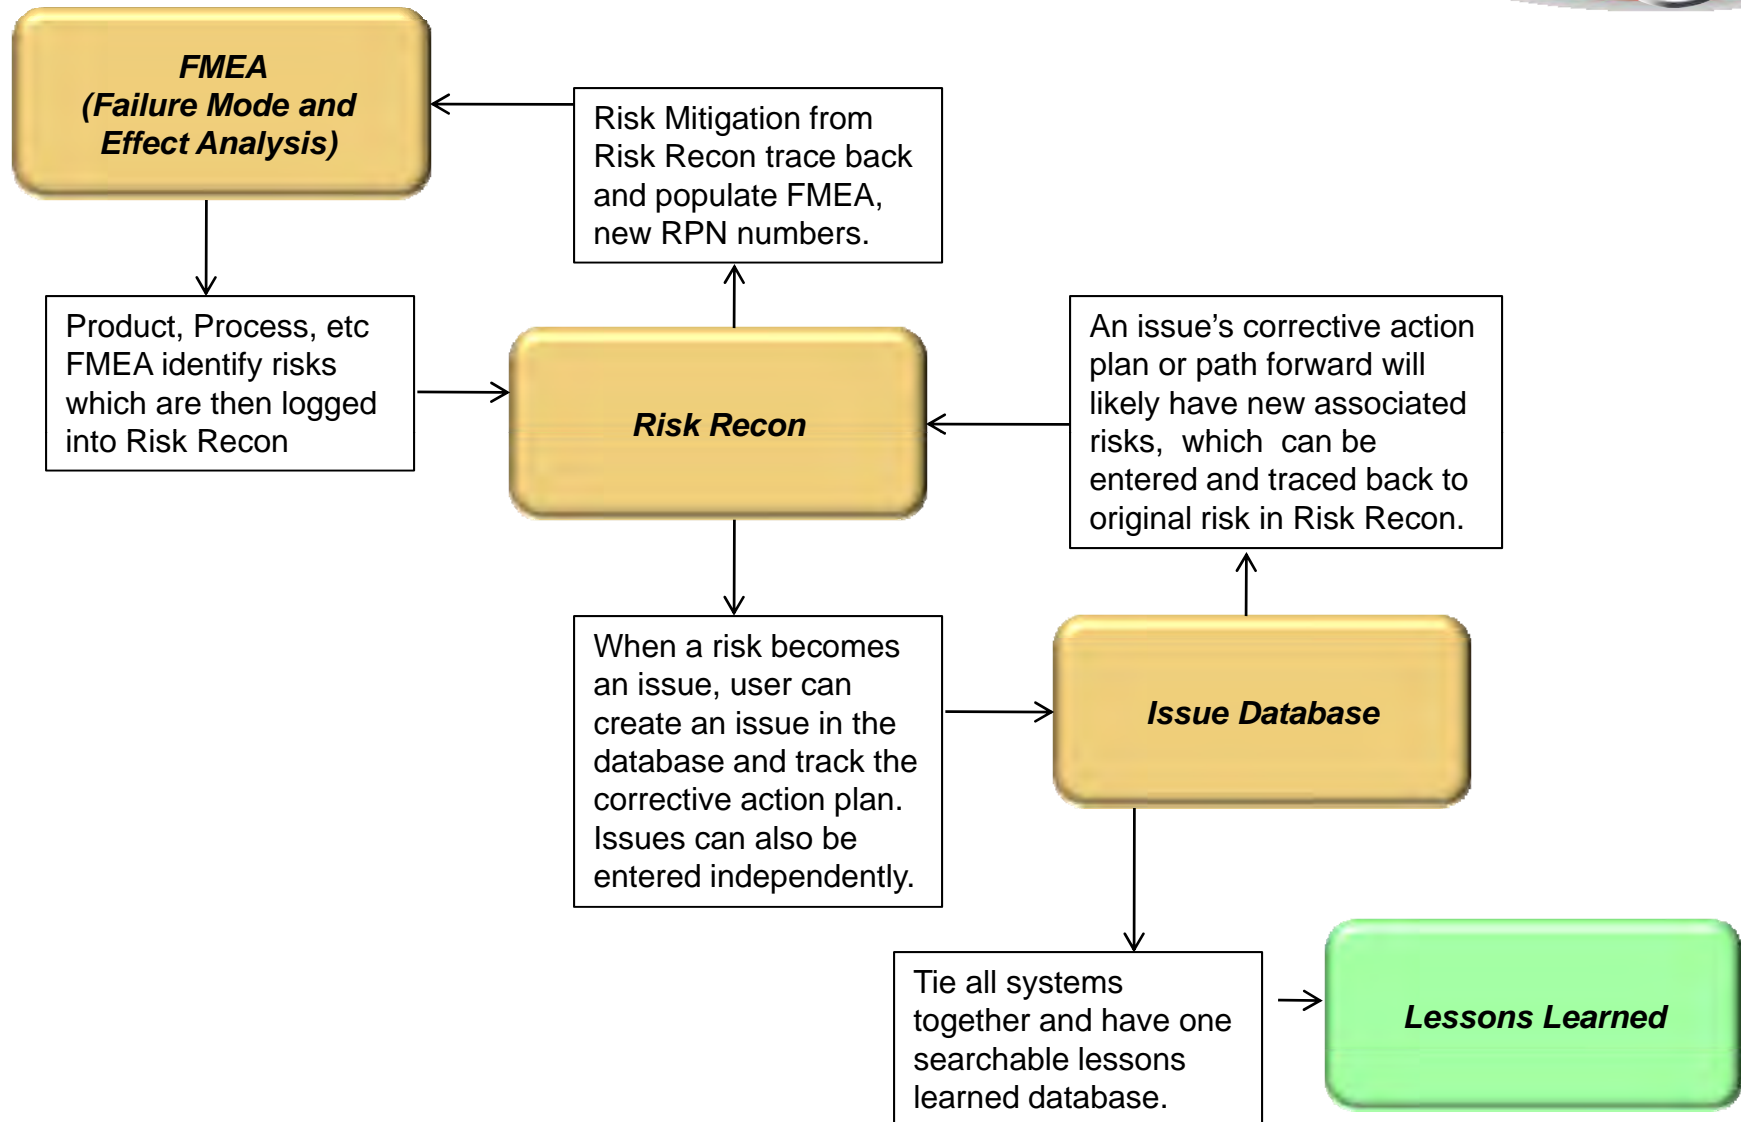 FMEA
(Failure Mode and
Effect Analysis)
Risk Mitigation from
Risk Recon trace back
and populate FMEA,
new RPN numbers.
Product, Process, etc
FMEA identify risks
which are then logged
into Risk Recon
Risk Recon
An issue’s corrective action
plan or path forward will
likely have new associated
risks, which can be
entered and traced back to
original risk in Risk Recon.
When a risk becomes
an issue, user can
create an issue in the
database and track the
corrective action plan.
Issues can also be
entered independently.
Issue Database
Tie all systems
together and have one
searchable lessons
learned database.
Lessons Learned